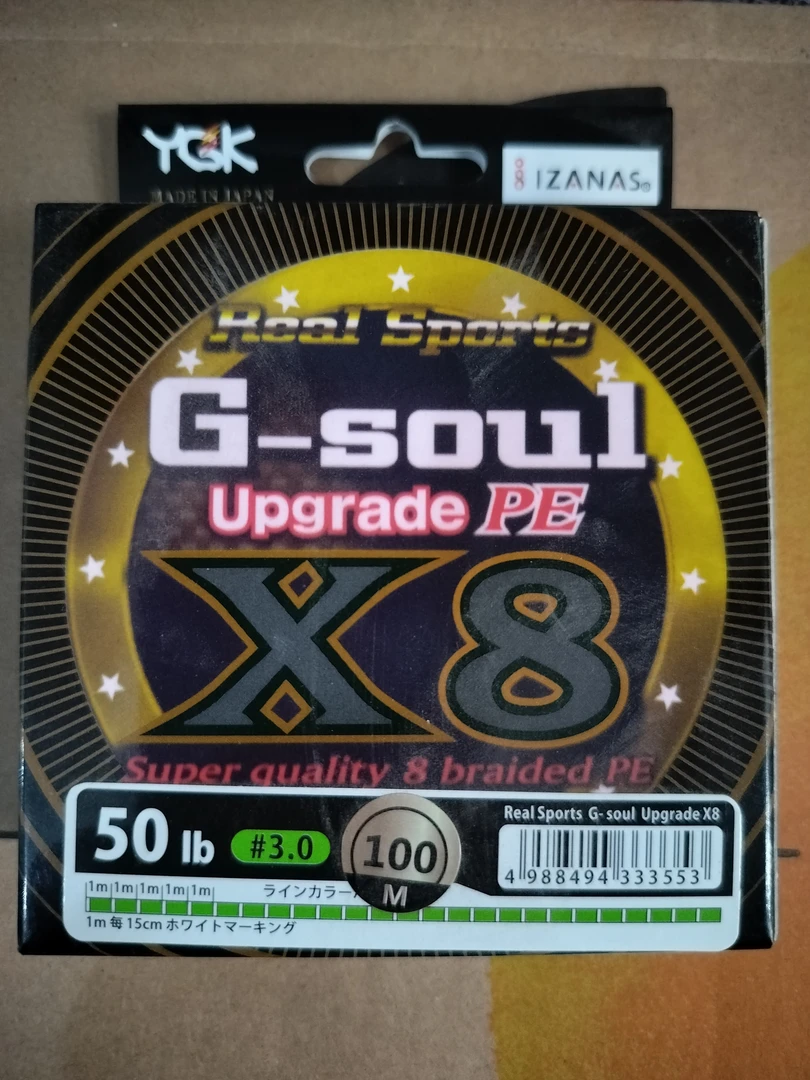 YGK
MADE IN JAPAN
IZANAS®
Real Sports
G-soul
Upgrade PE
X8
Super quality 8 braided PE
50 lb
#3.0
100
M
Real Sports G-soul Upgrade X8
4 988494 333553
1m 1m 1m 1m 1m
ラインカラー
1m 毎 15cm ホワイトマーキング